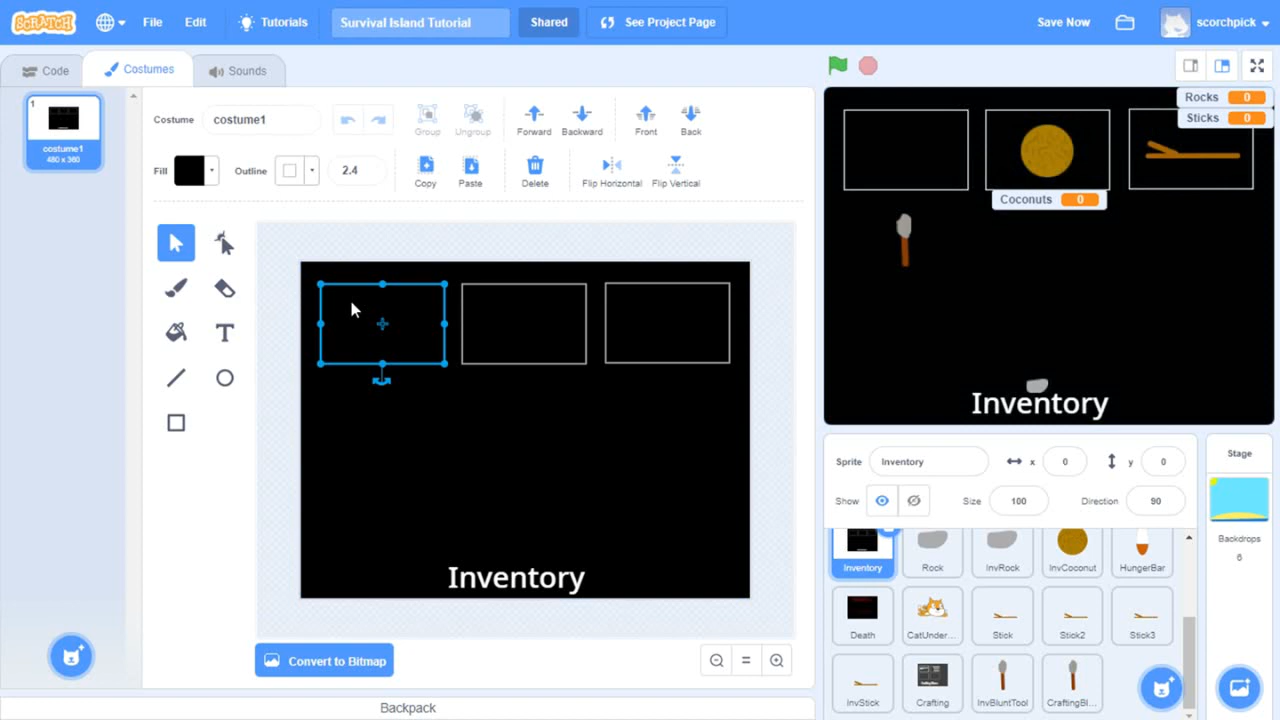 SCRATCH
File
Edit
Tutorials
Survival Island Tutorial
Shared
See Project Page
Save Now
scorchpick
Code
Costumes
Sounds
1
costume1
480 x 360
Costume
costume1
Group
Ungroup
Forward
Backward
Front
Back
Fill
Outline
2.4
Copy
Paste
Delete
Flip Horizontal
Flip Vertical
T
Inventory
Convert to Bitmap
Backpack
Rocks 0
Sticks 0
Coconuts 0
Inventory
Sprite
Inventory
x
0
y
0
Show
Size
100
Direction
90
Stage
Backdrops
6
Inventory
Rock
InvRock
InvCoconut
HungerBar
Death
CatUnder...
Stick
Stick2
Stick3
InvStick
Crafting
InvBluntTool
CraftingBl...